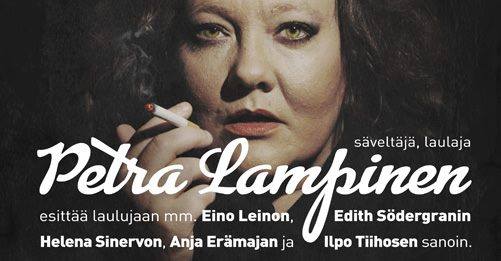 säveltäjä, laulaja
Petra Lampinen
esittää laulujaan mm. Eino Leinon, Edith Södergranin
Helena Sinervon, Anja Erämajan ja Ilpo Tiihosen sanoin.